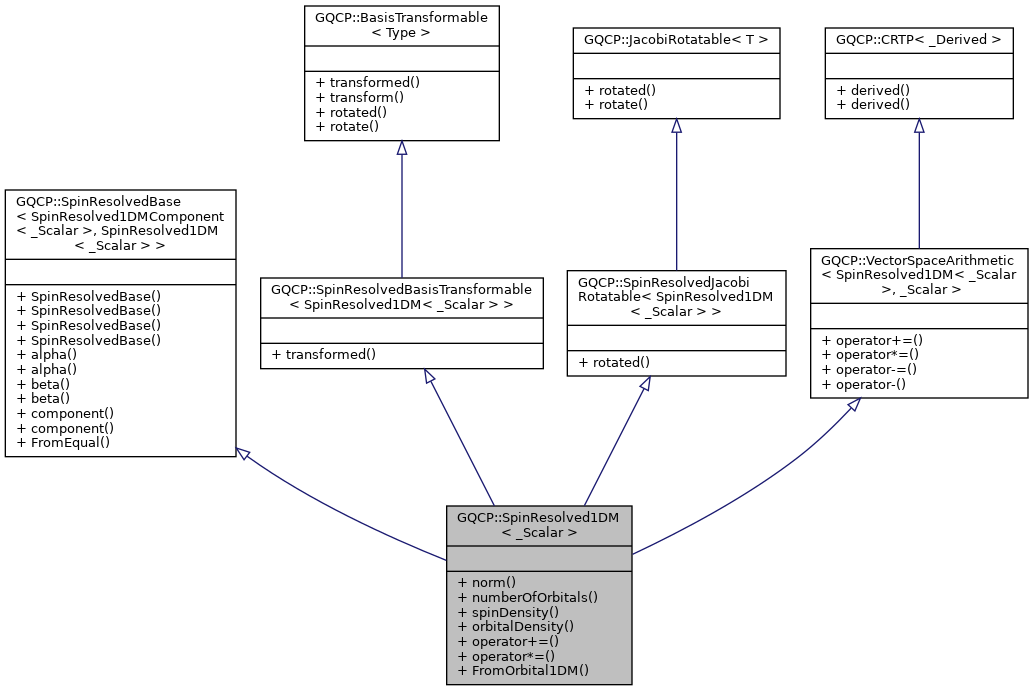 GQCP::BasisTransformable
< Type >
+ transformed()
+ transform()
+ rotated()
+ rotate()
GQCP::JacobiRotatable< T >
+ rotated()
+ rotate()
GQCP::CRTP< _Derived >
+ derived()
+ derived()
GQCP::SpinResolvedBase
< SpinResolved1DMComponent
< _Scalar >, SpinResolved1DM
< _Scalar > >
+ SpinResolvedBase()
+ SpinResolvedBase()
+ SpinResolvedBase()
+ SpinResolvedBase()
+ alpha()
+ alpha()
+ beta()
+ beta()
+ component()
+ component()
+ FromEqual()
GQCP::SpinResolvedBasisTransformable
< SpinResolved1DM< _Scalar > >
+ transformed()
GQCP::SpinResolvedJacobi
Rotatable< SpinResolved1DM
< _Scalar > >
+ rotated()
GQCP::VectorSpaceArithmetic
< SpinResolved1DM< _Scalar
>, _Scalar >
+ operator+=()
+ operator*=()
+ operator-=()
+ operator-()
GQCP::SpinResolved1DM
< _Scalar >
+ norm()
+ numberOfOrbitals()
+ spinDensity()
+ orbitalDensity()
+ operator+=()
+ operator*=()
+ FromOrbital1DM()